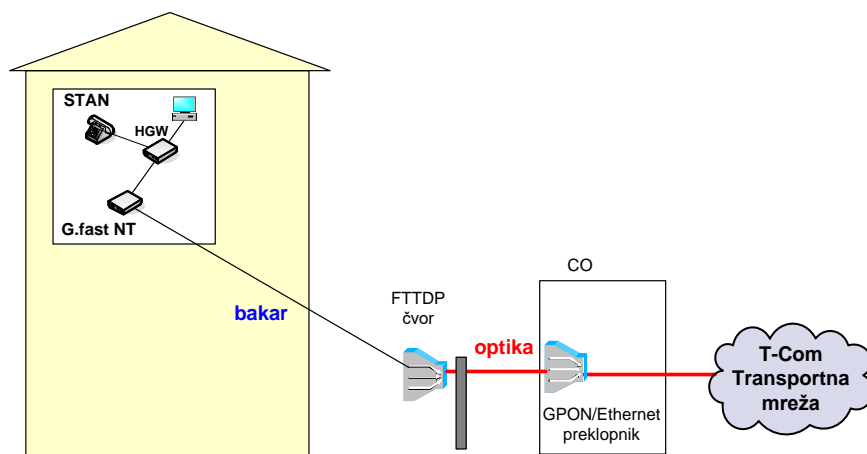 STAN
HGW
G.fast NT
bakar
FTTDP
čvor
optika
CO
GPON/Ethernet
preklopnik
T-Com
Transportna
mreža